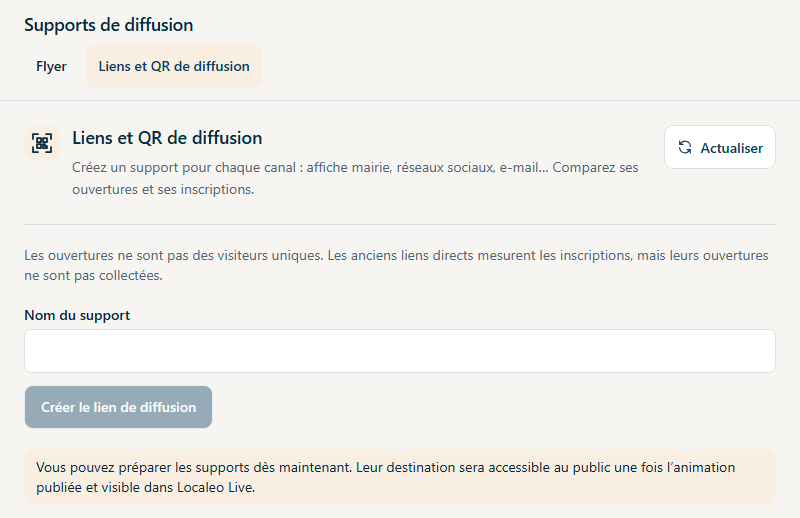 Supports de diffusion
Flyer
Liens et QR de diffusion
Liens et QR de diffusion
Actualiser
Créez un support pour chaque canal : affiche mairie, réseaux sociaux, e-mail… Comparez ses
ouvertures et ses inscriptions.
Les ouvertures ne sont pas des visiteurs uniques. Les anciens liens directs mesurent les inscriptions, mais leurs ouvertures
ne sont pas collectées.
Nom du support
Créer le lien de diffusion
Vous pouvez préparer les supports dès maintenant. Leur destination sera accessible au public une fois l’animation
publiée et visible dans Localeo Live.